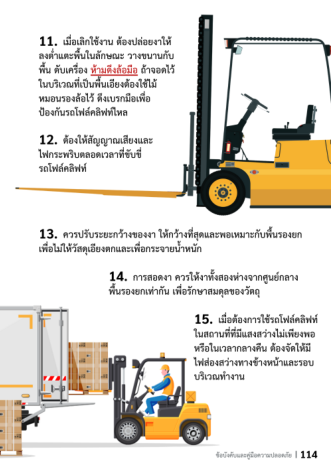 11. เมื่อเลิกใช้งาน ต้องปล่อยงาให้
ลงต่ำแตะพื้นในลักษณะ วางขนานกับ
พื้น ดับเครื่อง ห้ามดึงล้อมือ ถ้าจอดไว้
ในบริเวณที่เป็นพื้นเอียงต้องใช้ไม้
หมอนรองล้อไว้ ดึงเบรกมือเพื่อ
ป้องกันรถโฟล์คลิฟท์ไหล
12. ต้องให้สัญญาณเสียงและ
ไฟกระพริบตลอดเวลาที่ขับขี่
รถโฟล์คลิฟท์
13. ควรปรับระยะกว้างของงา ให้กว้างที่สุดและพอเหมาะกับพื้นรองยก
เพื่อไม่ให้วัสดุเอียงตกและเพื่อกระจายน้ำหนัก
14. การสอดงา ควรให้งาทั้งสองห่างจากศูนย์กลาง
พื้นรองยกเท่ากัน เพื่อรักษาสมดุลของวัตถุ
15. เมื่อต้องการใช้รถโฟล์คลิฟท์
ในสถานที่ที่มีแสงสว่างไม่เพียงพอ
หรือในเวลากลางคืน ต้องจัดให้มี
ไฟส่องสว่างทางข้างหน้าและรอบ
บริเวณทำงาน
ข้อบังคับและคู่มือความปลอดภัย | 114